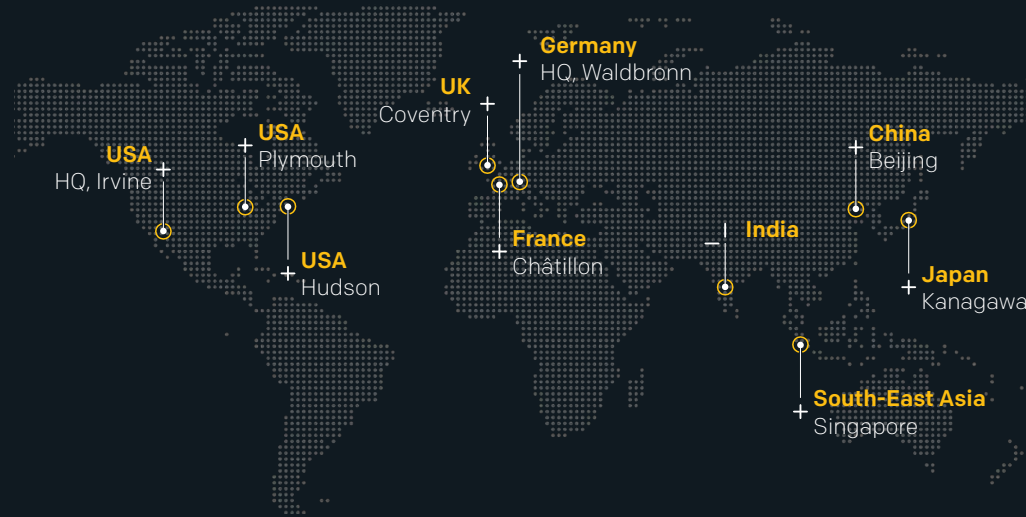 Germany
HQ, Waldbronn
UK
Coventry
USA
Plymouth
USA
HQ, Irvine
China
Beijing
India
France
Châtillon
USA
Hudson
Japan
Kanagawa
South-East Asia
Singapore